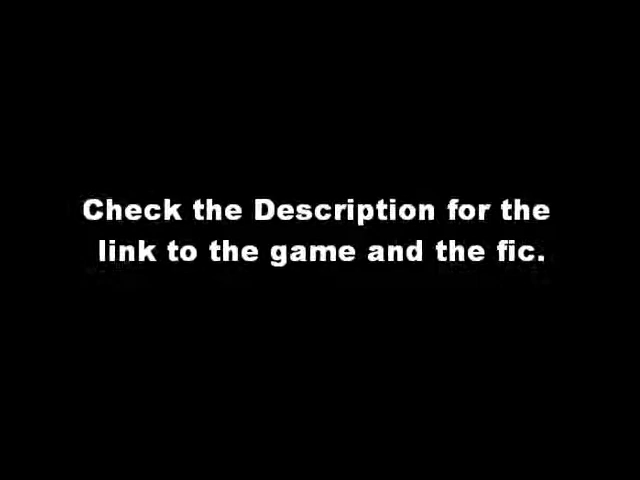 Check the Description for the
link to the game and the fic.